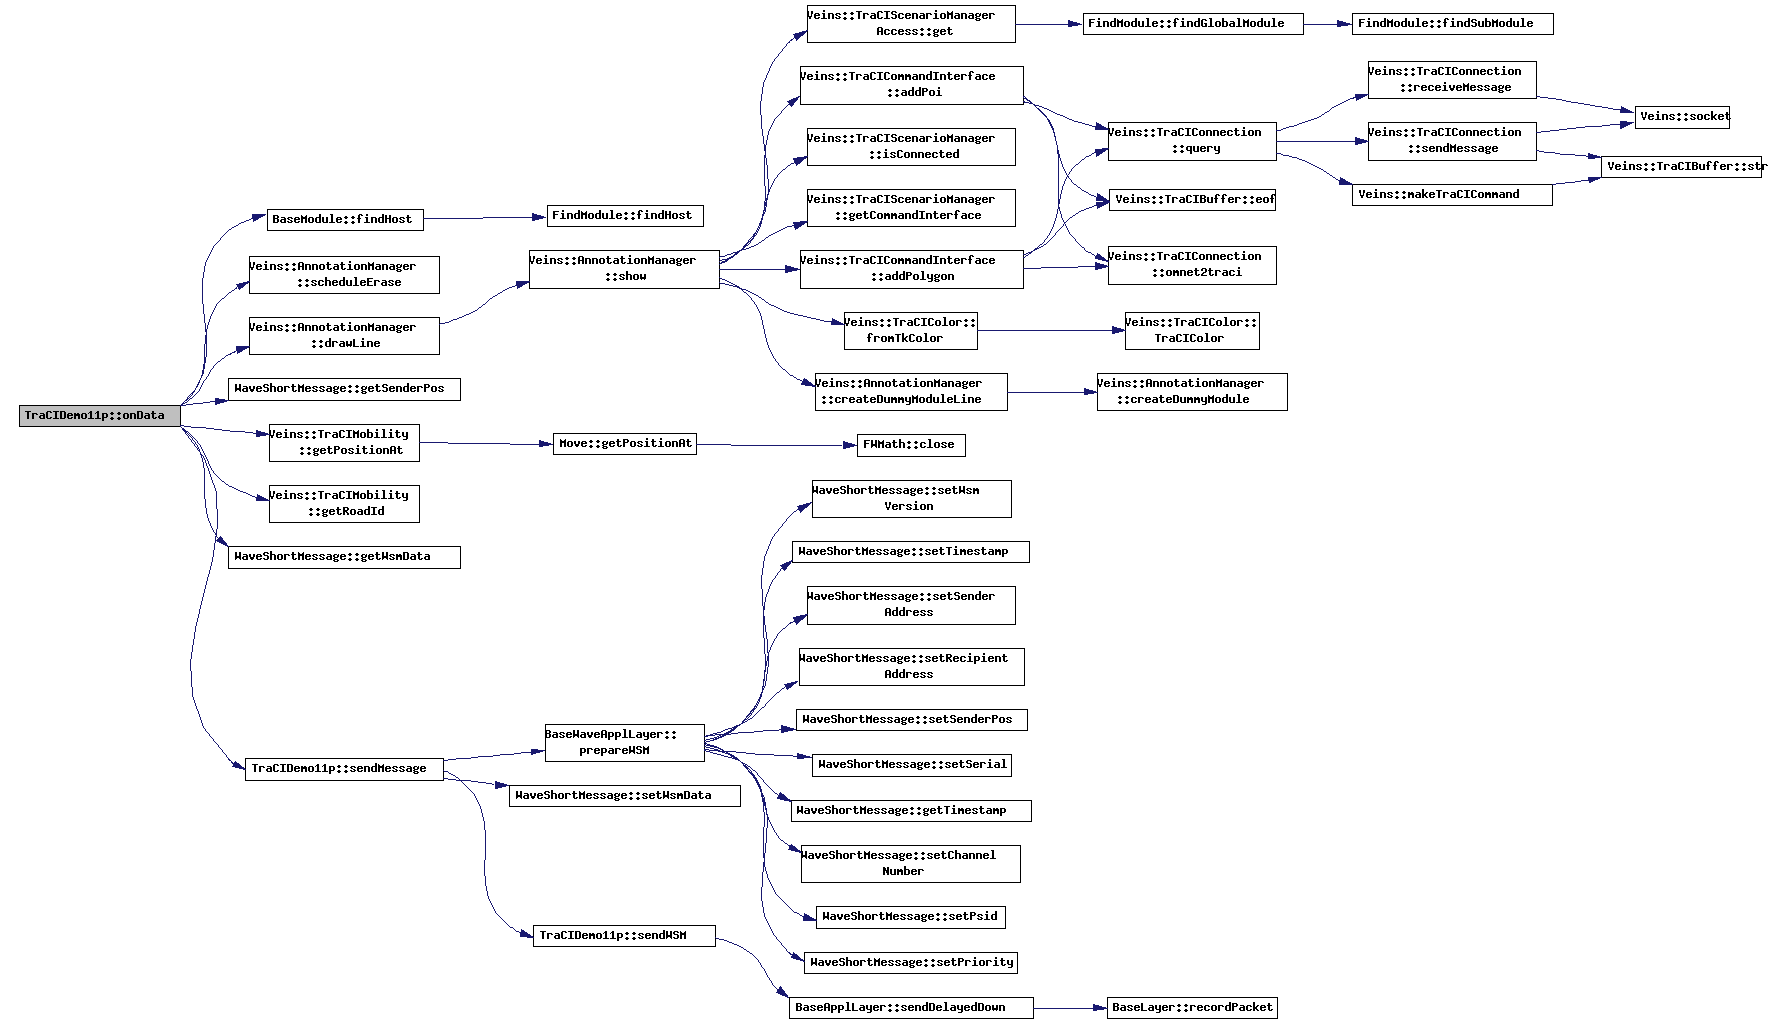 Veins::TraCIScenarioManager
Access::get
FindModule::findGlobalModule
FindModule::findSubModule
Veins::TraCICommandInterface
::addPoi
Veins::TraCIConnection
::receiveMessage
Veins::socket
Veins::TraCIScenarioManager
::isConnected
Veins::TraCIConnection
::query
Veins::TraCIConnection
::sendMessage
Veins::TraCIBuffer::str
Veins::makeTraCICommand
Veins::TraCIScenarioManager
::getCommandInterface
Veins::TraCIBuffer::eof
BaseModule::findHost
FindModule::findHost
Veins::AnnotationManager
::scheduleErase
Veins::AnnotationManager
::show
Veins::TraCICommandInterface
::addPolygon
Veins::TraCIConnection
::omnet2traci
Veins::AnnotationManager
::drawLine
Veins::TraCIColor::
fromTkColor
Veins::TraCIColor::
TraCIColor
WaveShortMessage::getSenderPos
Veins::AnnotationManager
::createDummyModuleLine
Veins::AnnotationManager
::createDummyModule
TraCIDemo11p::onData
Veins::TraCIMobility
::getPositionAt
Move::getPositionAt
FWMath::close
Veins::TraCIMobility
::getRoadId
WaveShortMessage::setWsm
Version
WaveShortMessage::getWsmData
WaveShortMessage::setTimestamp
WaveShortMessage::setSender
Address
WaveShortMessage::setRecipient
Address
WaveShortMessage::setSenderPos
BaseWaveApplLayer::
prepareWSM
TraCIDemo11p::sendMessage
WaveShortMessage::setSerial
WaveShortMessage::setWsmData
WaveShortMessage::getTimestamp
WaveShortMessage::setChannel
Number
WaveShortMessage::setPsid
TraCIDemo11p::sendWSM
WaveShortMessage::setPriority
BaseApplLayer::sendDelayedDown
BaseLayer::recordPacket